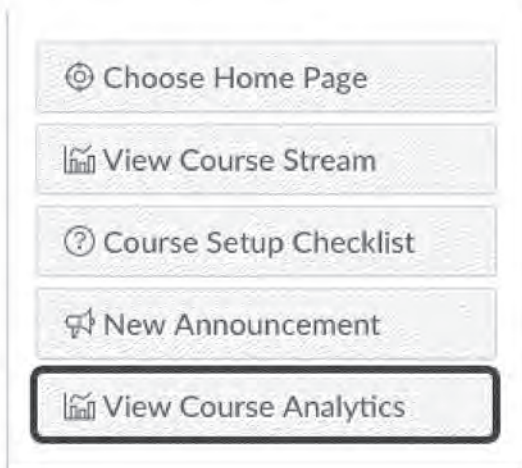 Choose Home Page
View Course Stream
Course Setup Checklist
New Announcement
View Course Analytics